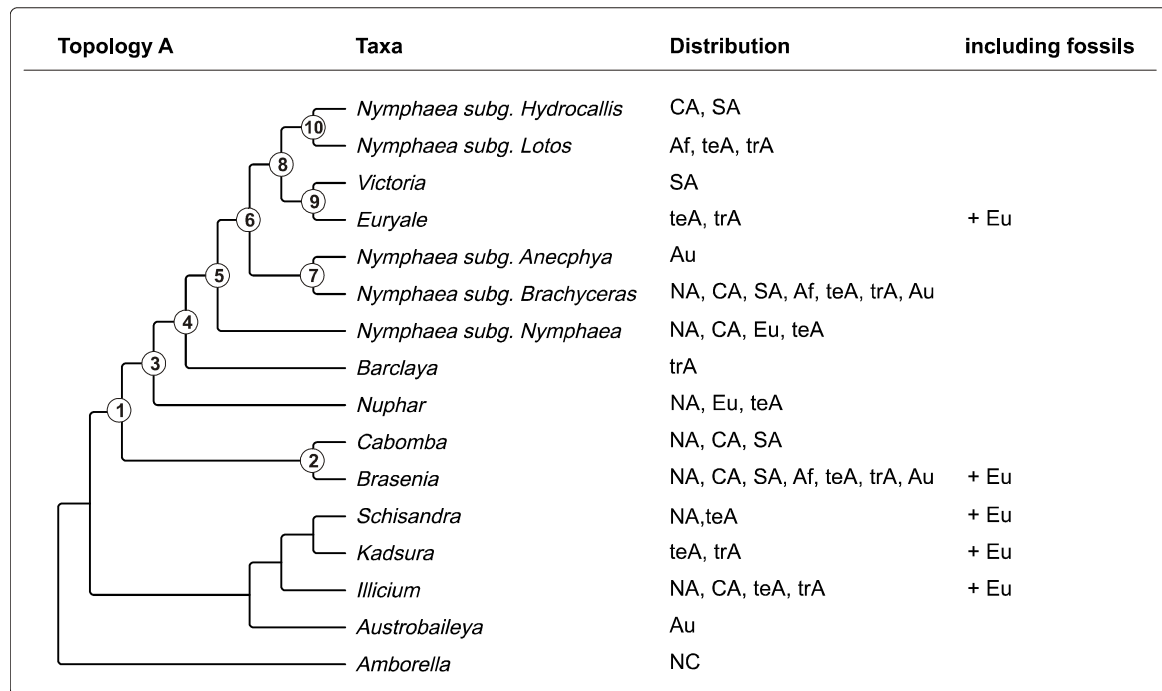 Topology A Taxa Distribution including fossils
Nymphaea subg. Hydrocallis CA, SA
10
Nymphaea subg. Lotos Af, teA, trA
8
Victoria SA
9
Euryale teA, trA + Eu
6
Nymphaea subg. Anecphya Au
5 7
Nymphaea subg. Brachyceras NA, CA, SA, Af, teA, trA, Au
4
Nymphaea subg. Nymphaea NA, CA, Eu, teA
3
Barclaya trA
Nuphar NA, Eu, teA
1
Cabomba NA, CA, SA
2
Brasenia NA, CA, SA, Af, teA, trA, Au + Eu
Schisandra NA,teA + Eu
Kadsura teA, trA + Eu
Illicium NA, CA, teA, trA + Eu
Austrobaileya Au
Amborella NC